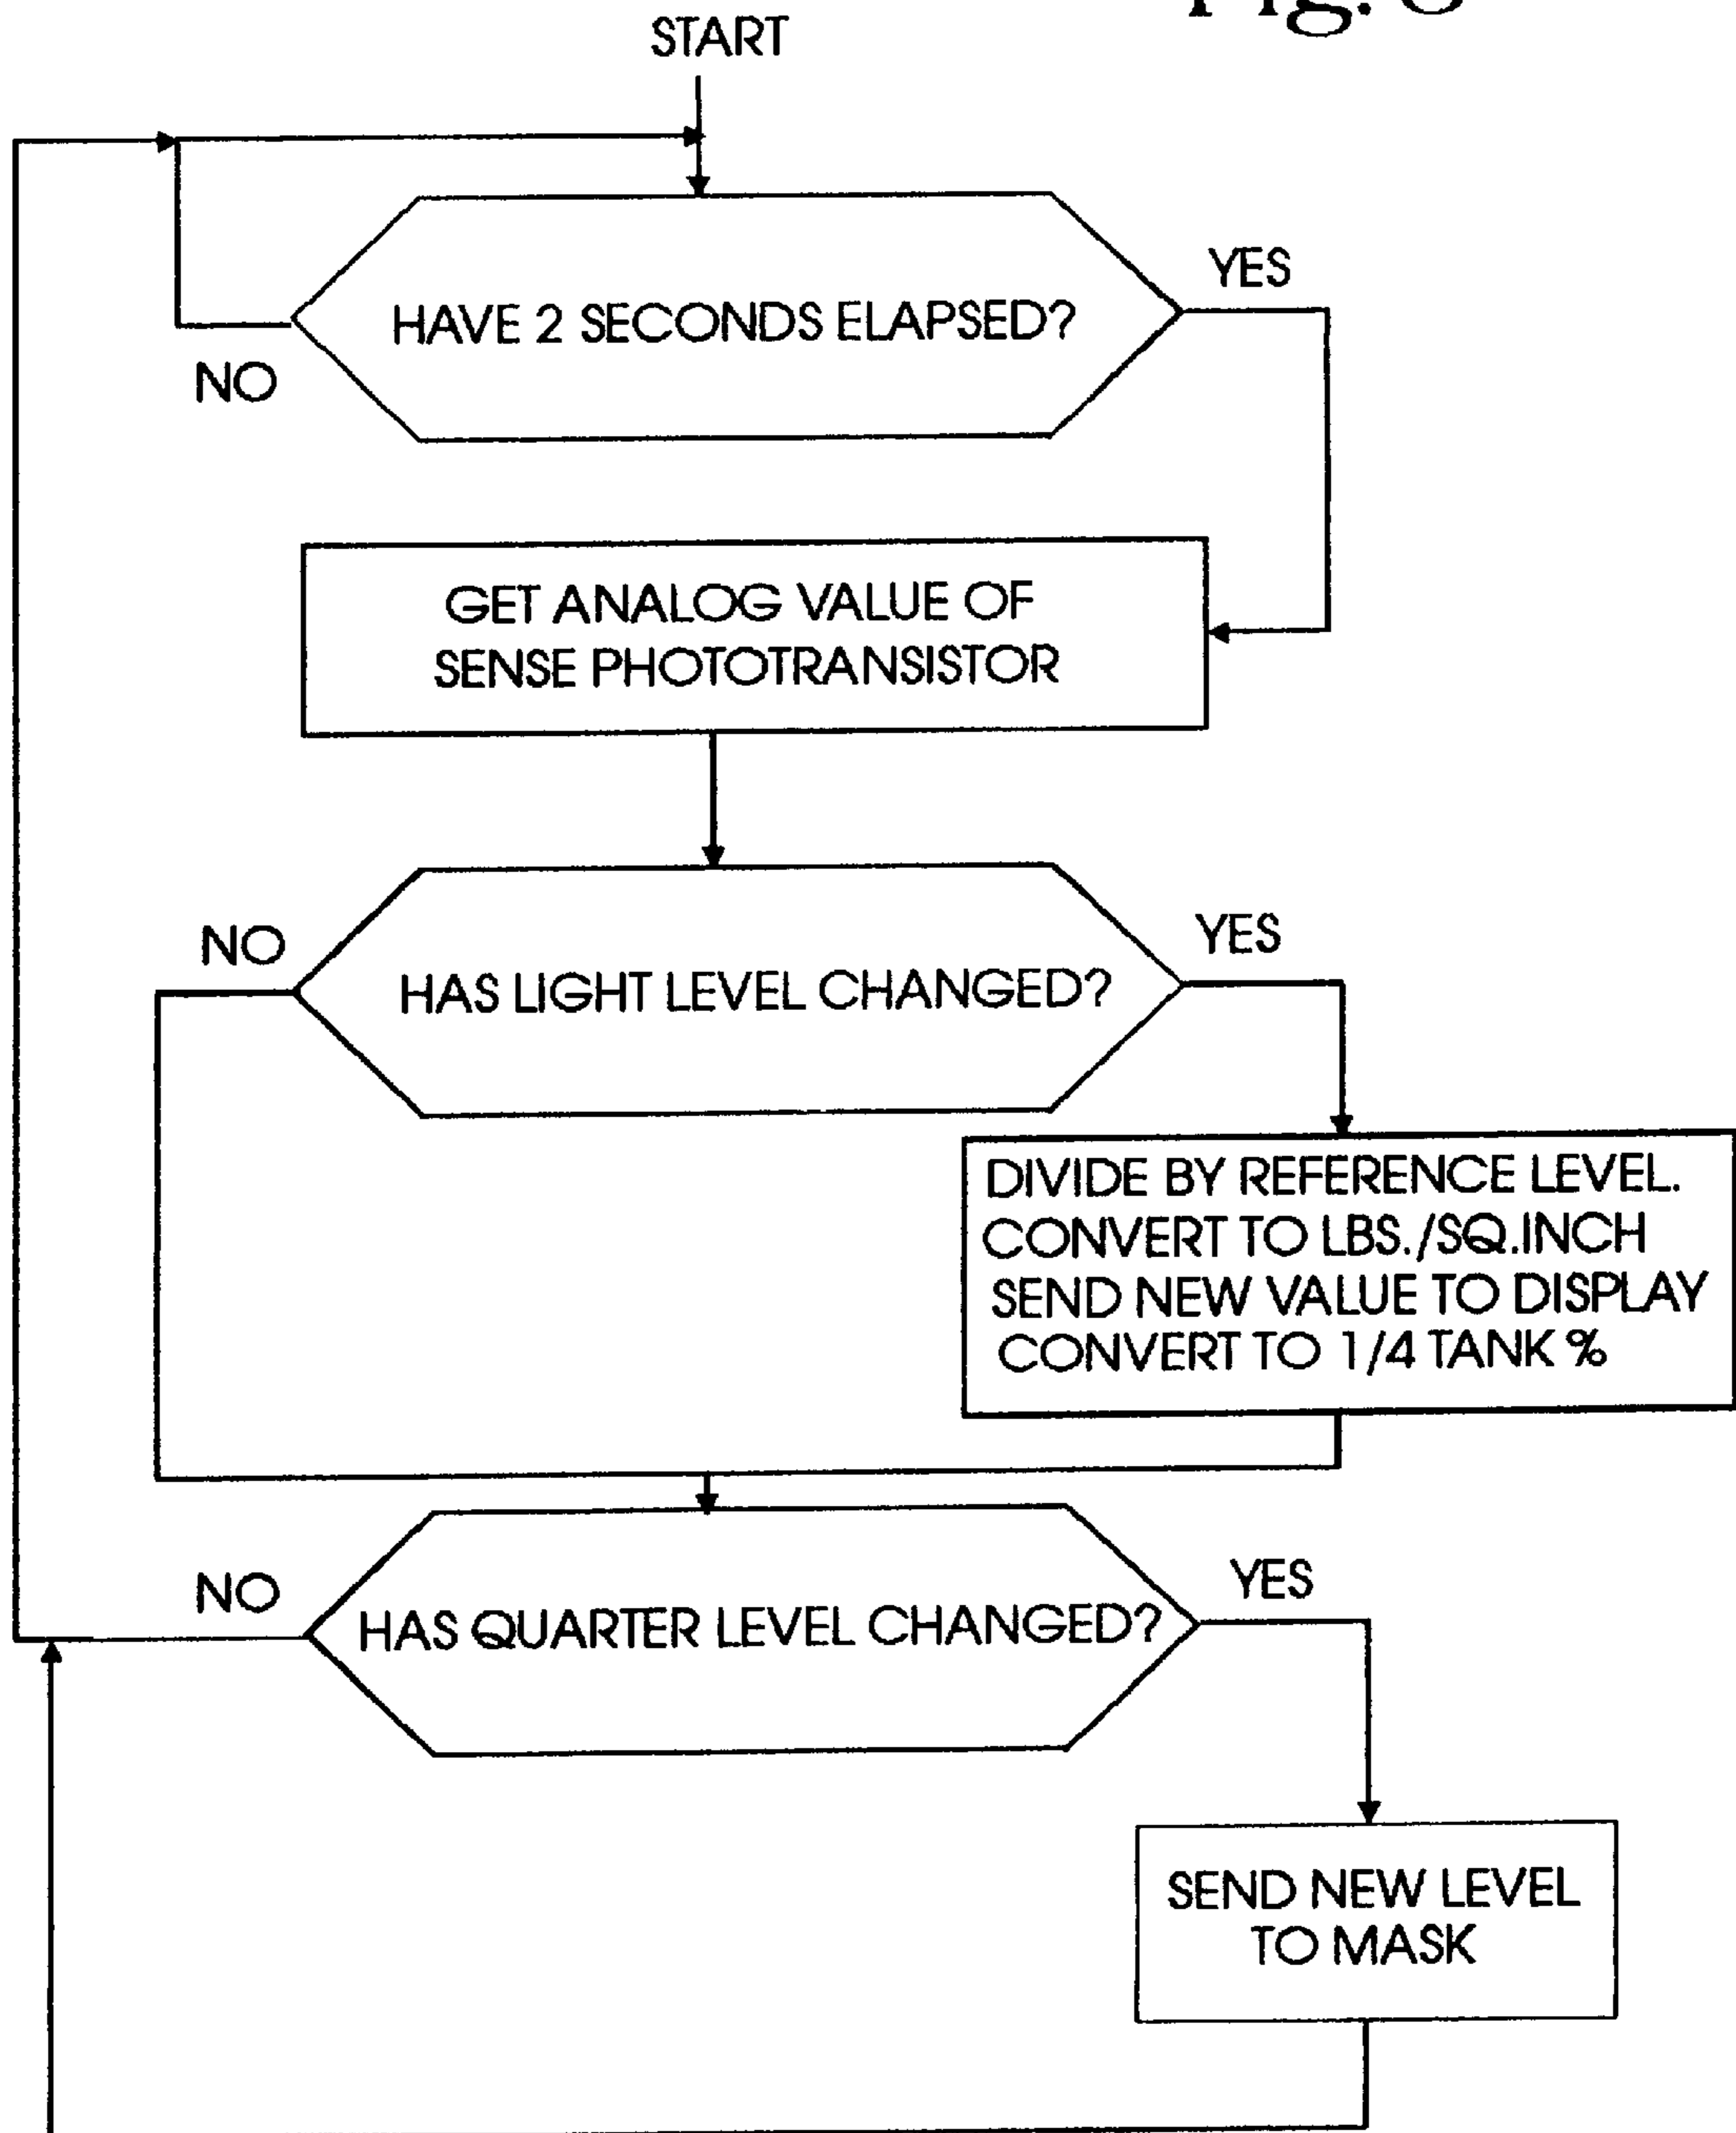 START
HAVE 2 SECONDS ELAPSED?
YES
NO
GET ANALOG VALUE OF
SENSE PHOTOTRANSISTOR
NO
YES
HAS LIGHT LEVEL CHANGED?
DIVIDE BY REFERENCE LEVEL.
CONVERT TO LBS./SQ.INCH
SEND NEW VALUE TO DISPLAY
CONVERT TO 1/4 TANK %
NO
YES
HAS QUARTER LEVEL CHANGED?
SEND NEW LEVEL
TO MASK